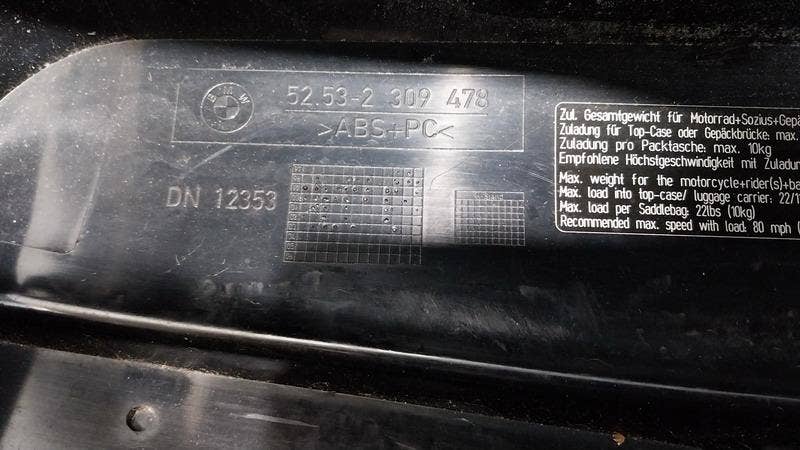 BMW
52.53-2 309 478
>ABS+PC<
DN 12353
Zul. Gesamtgewicht für Motorrad+Sozius+Gepä
Zuladung für Top-Case oder Gepäckbrücke: max.
Zuladung pro Packtasche: max. 10kg
Empfohlene Höchstgeschwindigkeit mit Zuladun
Max. weight for the motorcycle+rider(s)+ba
Max. load into top-case/ luggage carrier: 22/1
Max. load per Saddlebag: 22lbs (10kg)
Recommended max. speed with load: 80 mph (